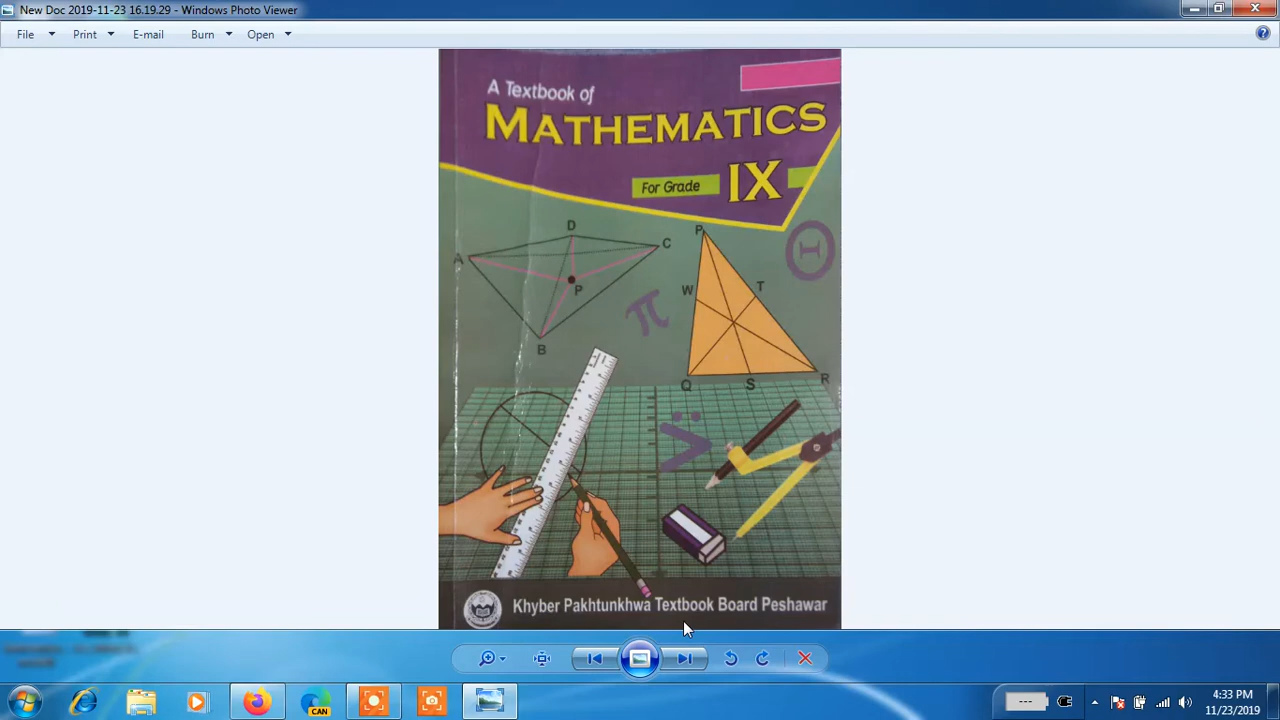 New Doc 2019-11-23 16.19.29 - Windows Photo Viewer
File Print E-mail Burn Open
A Textbook of
MATHEMATICS
For Grade IX
D
A C P Θ
P W T
π
B
Q S R
Khyber Pakhtunkhwa Textbook Board Peshawar
CAN
4:33 PM
11/23/2019